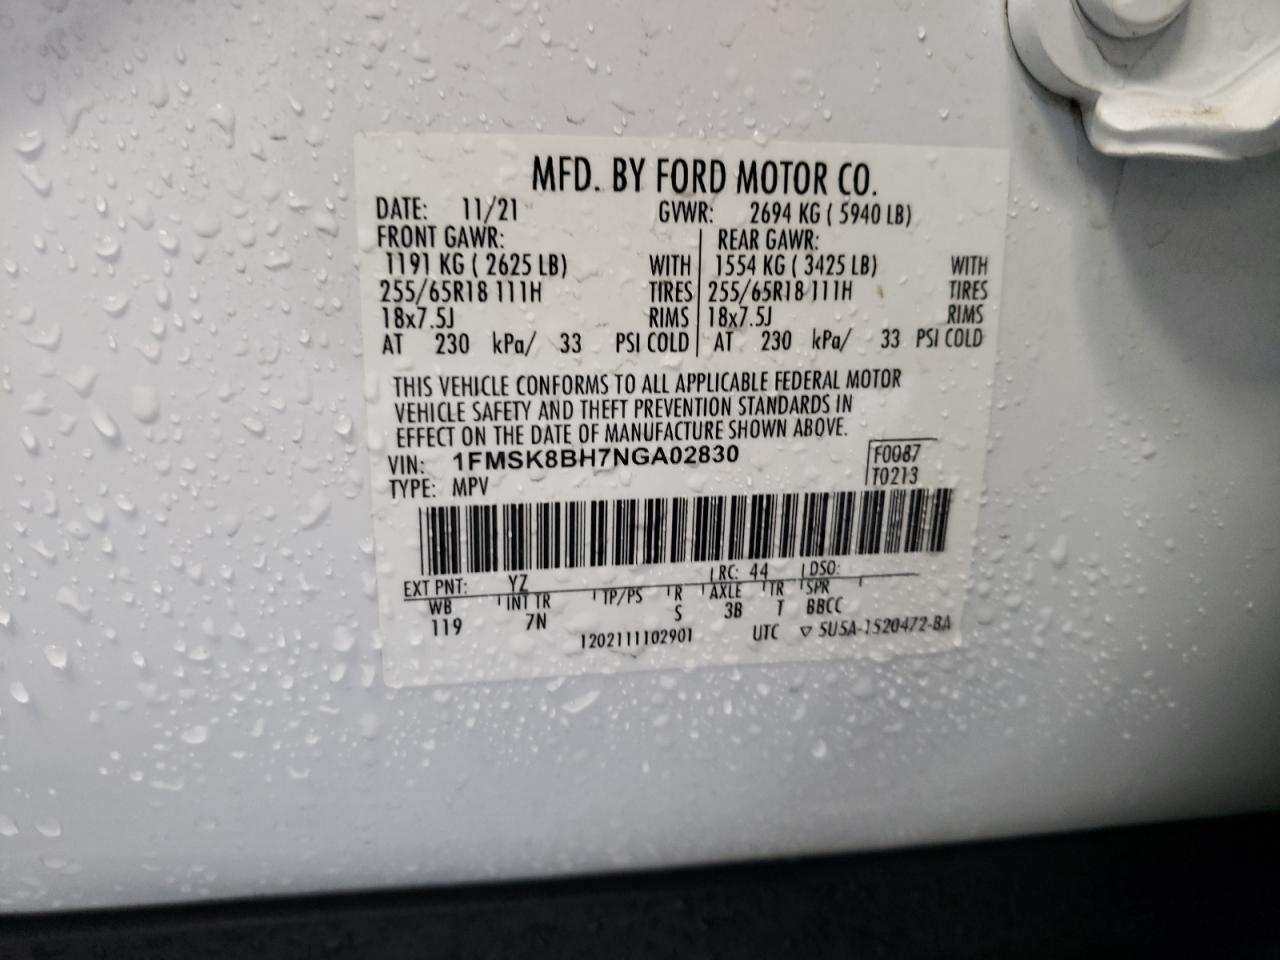 MFD. BY FORD MOTOR CO.
DATE: 11/21 GVWR: 2694 KG ( 5940 LB)
FRONT GAWR: REAR GAWR:
1191 KG ( 2625 LB) WITH 1554 KG ( 3425 LB) WITH
255/65R18 111H TIRES 255/65R18 111H TIRES
18x7.5J RIMS 18x7.5J RIMS
AT 230 kPa/ 33 PSI COLD AT 230 kPa/ 33 PSI COLD
THIS VEHICLE CONFORMS TO ALL APPLICABLE FEDERAL MOTOR
VEHICLE SAFETY AND THEFT PREVENTION STANDARDS IN
EFFECT ON THE DATE OF MANUFACTURE SHOWN ABOVE.
VIN: 1FMSK8BH7NGA02830 F0087
TYPE: MPV T0213
EXT PNT: YZ RC: 44 DSO:
WB INT TR TP/PS R AXLE TR SPR
119 7N S 3B T BBCC
1202111102901 UTC ▽ 5U5A-1520472-BA